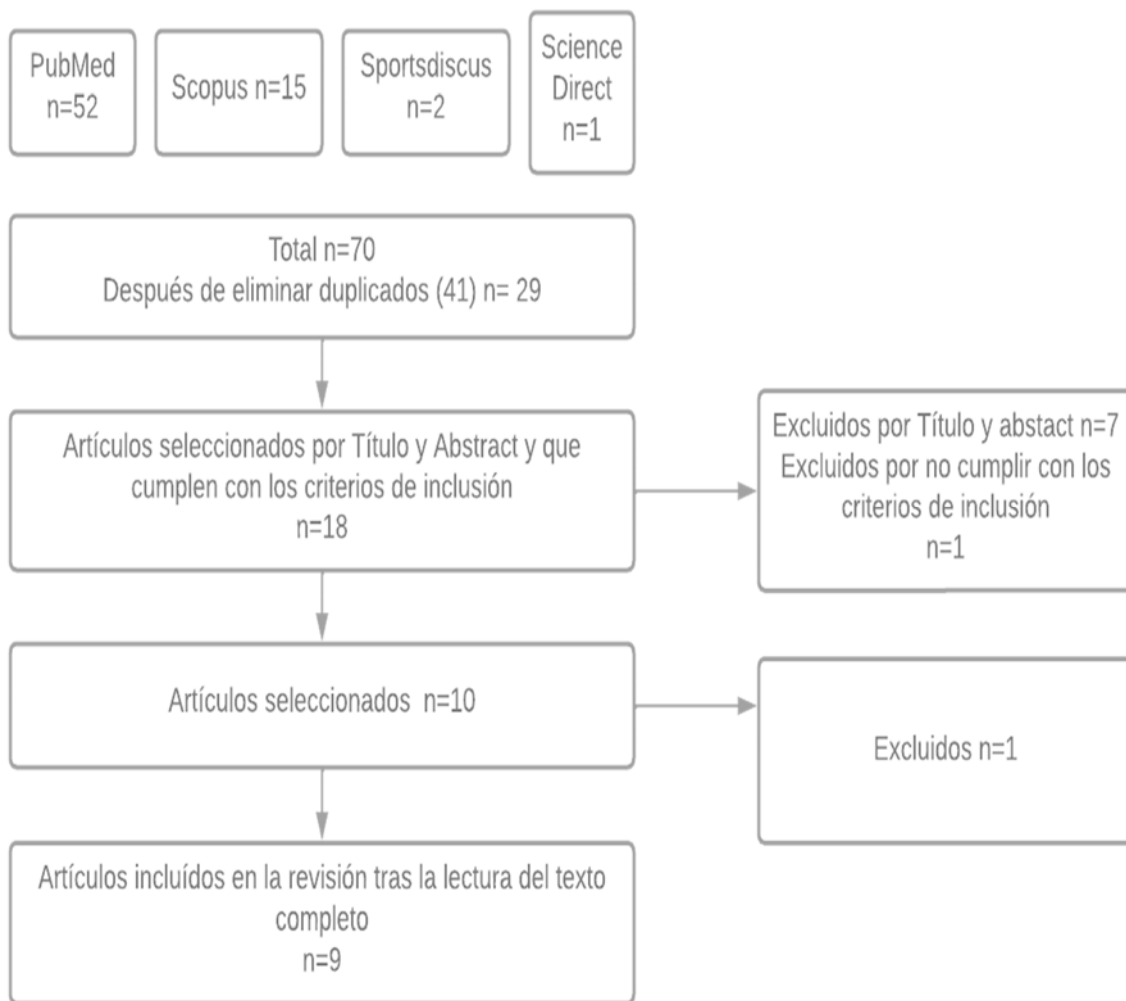 PubMed
n=52
Scopus n=15
Sportsdiscus
n=2
Science
Direct
n=1
Total n=70
Después de eliminar duplicados (41) n= 29
Artículos seleccionados por Título y Abstract y que
cumplen con los criterios de inclusión
n=18
Excluidos por Título y abstact n=7
Excluidos por no cumplir con los
criterios de inclusión
n=1
Artículos seleccionados n=10
Excluidos n=1
Artículos incluídos en la revisión tras la lectura del texto
completo
n=9